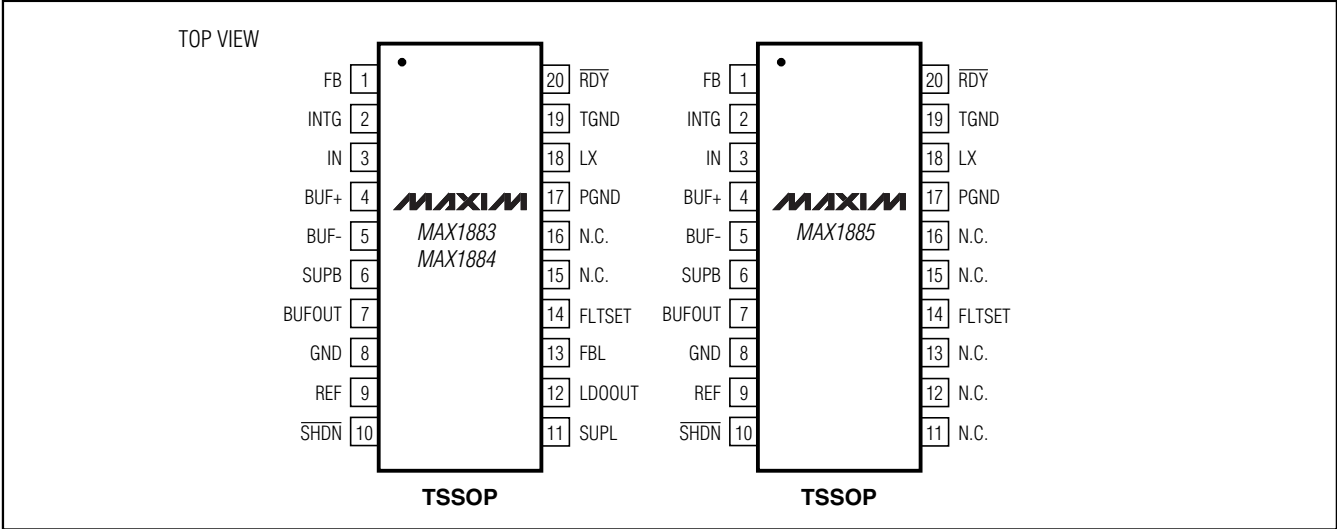 TOP VIEW
FB 1
INTG 2
IN 3
BUF+ 4
BUF- 5
SUPB 6
BUFOUT 7
GND 8
REF 9
SHDN 10
MAXIM
MAX1883
MAX1884
20 RDY
19 TGND
18 LX
17 PGND
16 N.C.
15 N.C.
14 FLTSET
13 FBL
12 LDOOUT
11 SUPL
TSSOP
FB 1
INTG 2
IN 3
BUF+ 4
BUF- 5
SUPB 6
BUFOUT 7
GND 8
REF 9
SHDN 10
MAXIM
MAX1885
20 RDY
19 TGND
18 LX
17 PGND
16 N.C.
15 N.C.
14 FLTSET
13 N.C.
12 N.C.
11 N.C.
TSSOP